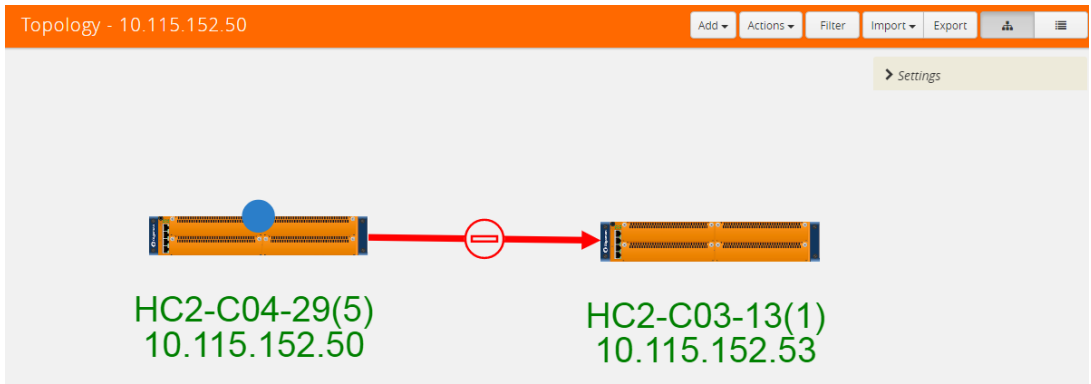 Topology - 10.115.152.50
Add
Actions
Filter
Import
Export
Settings
HC2-C04-29(5)
10.115.152.50
HC2-C03-13(1)
10.115.152.53